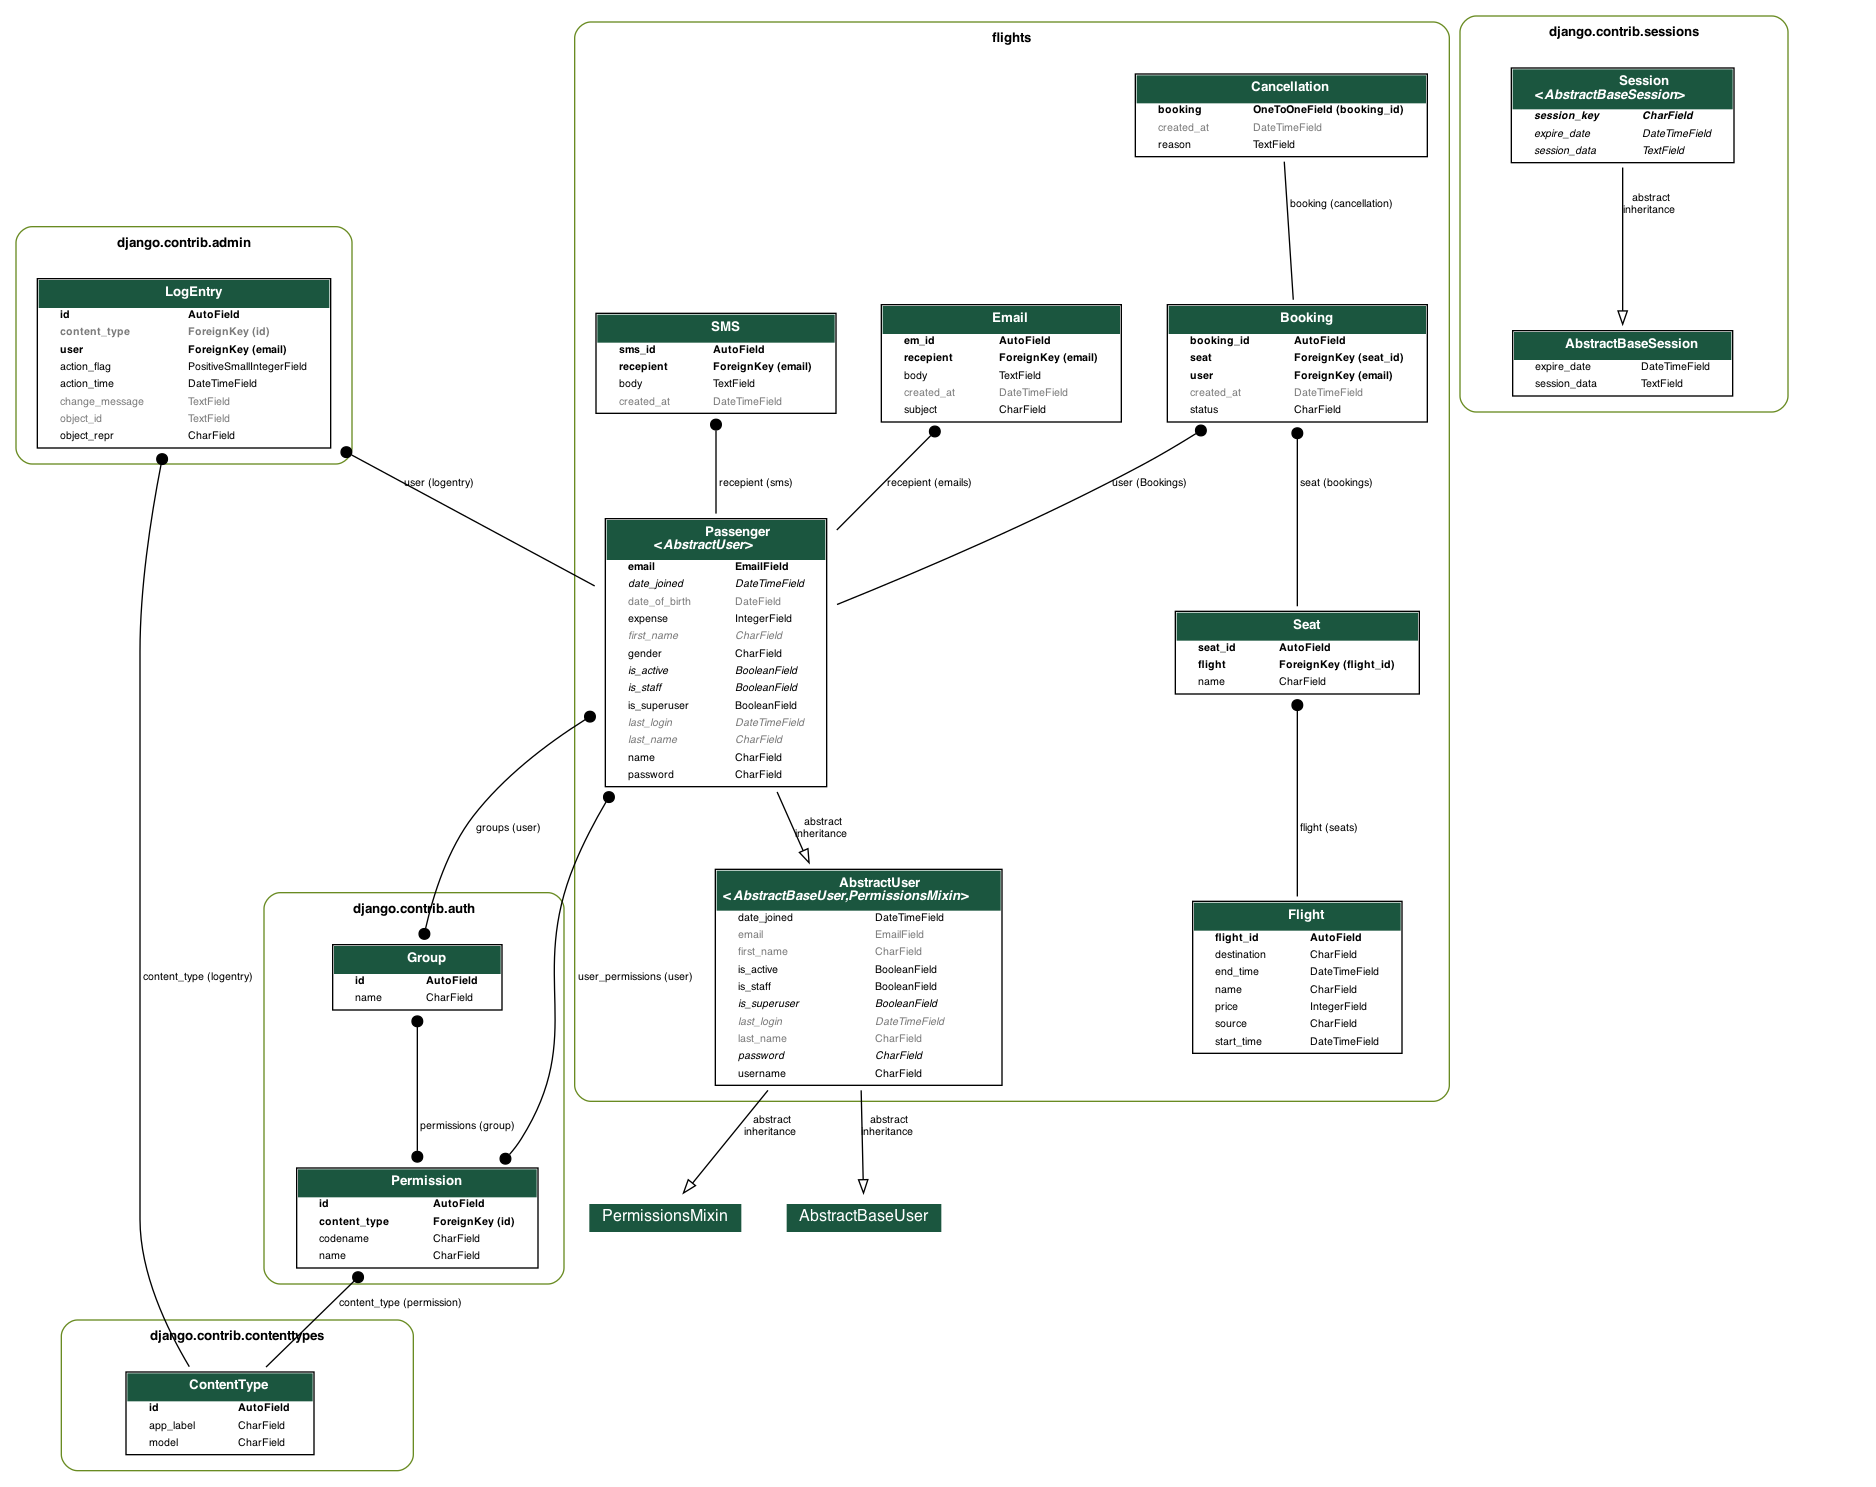 flights
Cancellation
booking OneToOneField (booking_id)
created_at DateTimeField
reason TextField
booking (cancellation)
django.contrib.sessions
Session
<AbstractBaseSession>
session_key CharField
expire_date DateTimeField
session_data TextField
abstract
inheritance
AbstractBaseSession
expire_date DateTimeField
session_data TextField
django.contrib.admin
LogEntry
id AutoField
content_type ForeignKey (id)
user ForeignKey (email)
action_flag PositiveSmallIntegerField
action_time DateTimeField
change_message TextField
object_id TextField
object_repr CharField
SMS
sms_id AutoField
recepient ForeignKey (email)
body TextField
created_at DateTimeField
Email
em_id AutoField
recepient ForeignKey (email)
body TextField
created_at DateTimeField
subject CharField
Booking
booking_id AutoField
seat ForeignKey (seat_id)
user ForeignKey (email)
created_at DateTimeField
status CharField
user (logentry)
recepient (sms)
recepient (emails)
user (Bookings)
seat (bookings)
Passenger
<AbstractUser>
email EmailField
date_joined DateTimeField
date_of_birth DateField
expense IntegerField
first_name CharField
gender CharField
is_active BooleanField
is_staff BooleanField
is_superuser BooleanField
last_login DateTimeField
last_name CharField
name CharField
password CharField
Seat
seat_id AutoField
flight ForeignKey (flight_id)
name CharField
groups (user)
abstract
inheritance
flight (seats)
AbstractUser
<AbstractBaseUser,PermissionsMixin>
date_joined DateTimeField
email EmailField
first_name CharField
is_active BooleanField
is_staff BooleanField
is_superuser BooleanField
last_login DateTimeField
last_name CharField
password CharField
username CharField
Flight
flight_id AutoField
destination CharField
end_time DateTimeField
name CharField
price IntegerField
source CharField
start_time DateTimeField
django.contrib.auth
Group
id AutoField
name CharField
content_type (logentry)
user_permissions (user)
permissions (group)
abstract
inheritance
abstract
inheritance
Permission
id AutoField
content_type ForeignKey (id)
codename CharField
name CharField
PermissionsMixin
AbstractBaseUser
content_type (permission)
django.contrib.contenttypes
ContentType
id AutoField
app_label CharField
model CharField